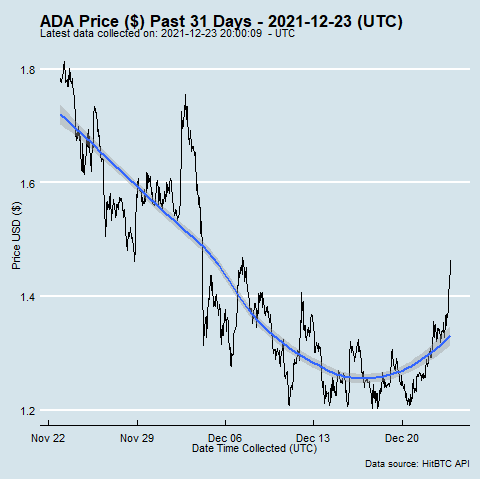 ADA Price ($) Past 31 Days - 2021-12-23 (UTC)
Latest data collected on: 2021-12-23 20:00:09 - UTC
1.8
1.6
1.4
1.2
Price USD ($)
Nov 22 Nov 29 Dec 06 Dec 13 Dec 20
Date Time Collected (UTC)
Data source: HitBTC API